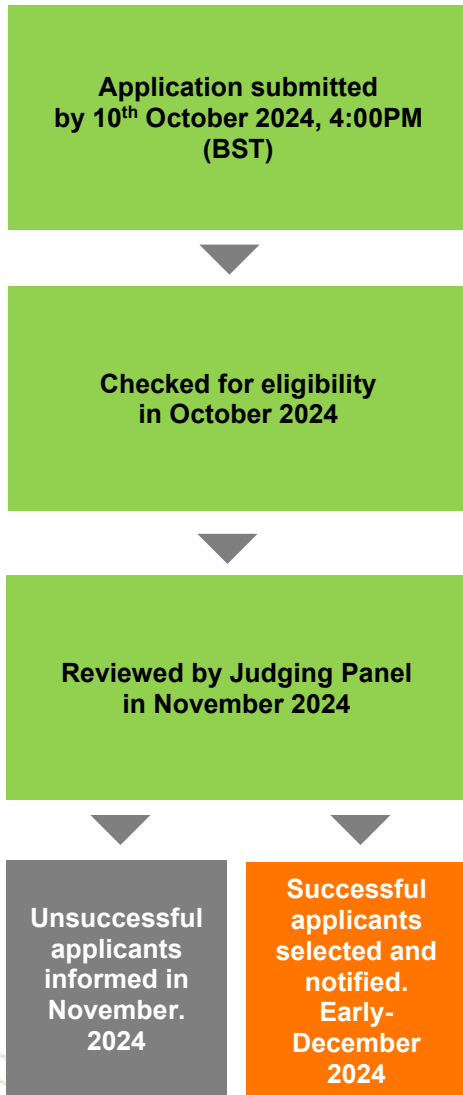 Application submitted
by 10th October 2024, 4:00PM
(BST)
Checked for eligibility
in October 2024
Reviewed by Judging Panel
in November 2024
Unsuccessful
applicants
informed in
November.
2024
Successful
applicants
selected and
notified.
Early-
December
2024